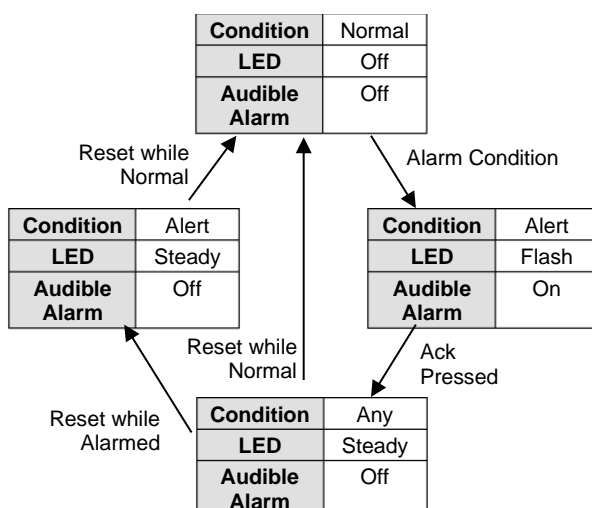 Condition Normal
LED Off
Audible Off
Alarm
Reset while
Normal
Alarm Condition
Condition Alert
LED Steady
Audible Off
Alarm
Condition Alert
LED Flash
Audible On
Alarm
Reset while
Normal
Ack
Pressed
Reset while
Alarmed
Condition Any
LED Steady
Audible Off
Alarm